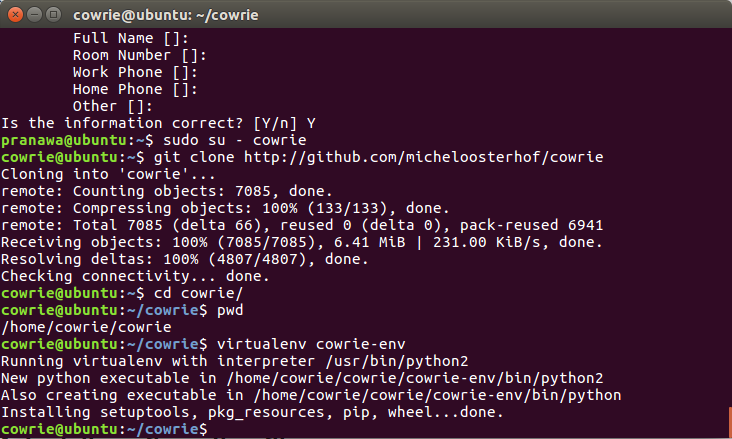 cowrie@ubuntu: ~/cowrie
Full Name []:
Room Number []:
Work Phone []:
Home Phone []:
Other []:
Is the information correct? [Y/n] Y
pranawa@ubuntu:~$ sudo su - cowrie
cowrie@ubuntu:~$ git clone http://github.com/micheloosterhof/cowrie
Cloning into 'cowrie'...
remote: Counting objects: 7085, done.
remote: Compressing objects: 100% (133/133), done.
remote: Total 7085 (delta 66), reused 0 (delta 0), pack-reused 6941
Receiving objects: 100% (7085/7085), 6.41 MiB | 231.00 KiB/s, done.
Resolving deltas: 100% (4807/4807), done.
Checking connectivity... done.
cowrie@ubuntu:~$ cd cowrie/
cowrie@ubuntu:~/cowrie$ pwd
/home/cowrie/cowrie
cowrie@ubuntu:~/cowrie$ virtualenv cowrie-env
Running virtualenv with interpreter /usr/bin/python2
New python executable in /home/cowrie/cowrie/cowrie-env/bin/python2
Also creating executable in /home/cowrie/cowrie/cowrie-env/bin/python
Installing setuptools, pkg_resources, pip, wheel...done.
cowrie@ubuntu:~/cowrie$